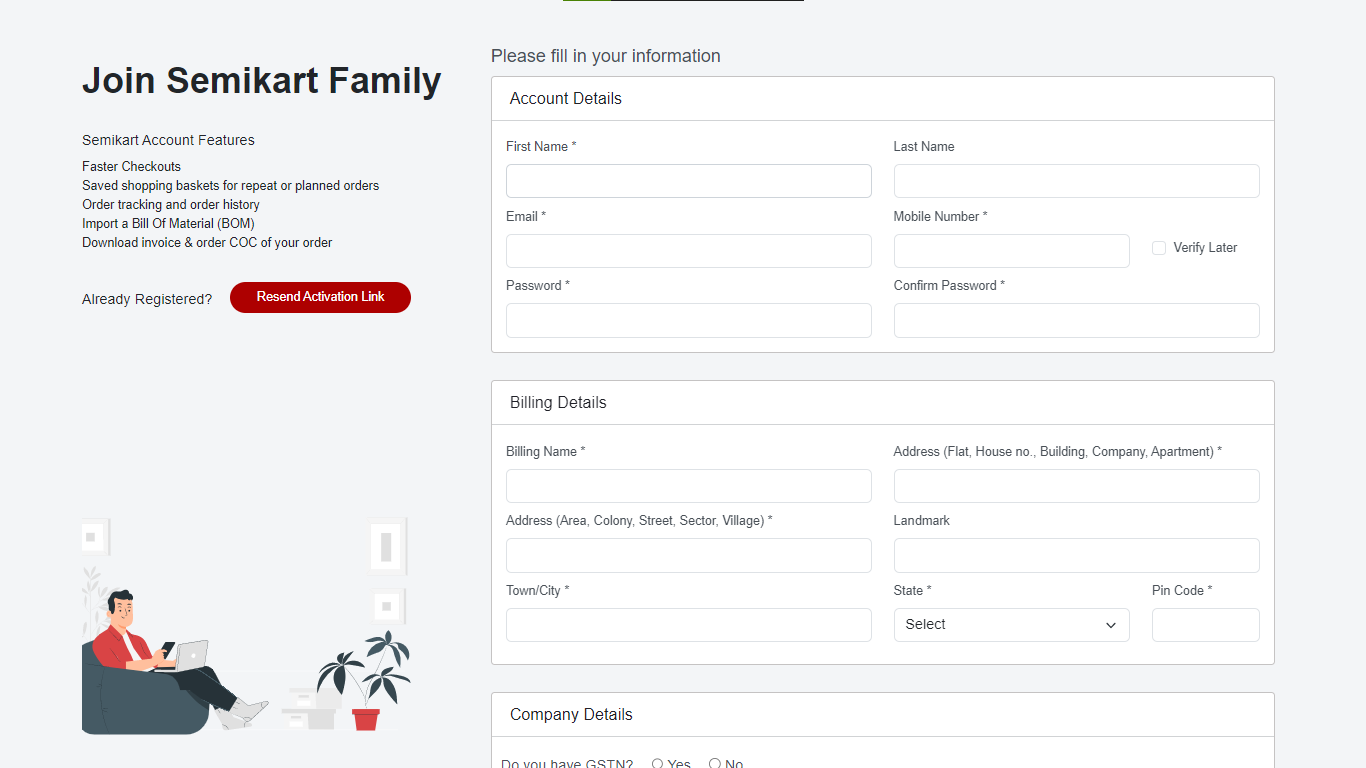 Join Semikart Family
Semikart Account Features
Faster Checkouts
Saved shopping baskets for repeat or planned orders
Order tracking and order history
Import a Bill Of Material (BOM)
Download invoice & order COC of your order
Already Registered? Resend Activation Link
Please fill in your information
Account Details
First Name * Last Name
Email * Mobile Number *
Verify Later
Password * Confirm Password *
Billing Details
Billing Name * Address (Flat, House no., Building, Company, Apartment) *
Address (Area, Colony, Street, Sector, Village) * Landmark
Town/City * State * Pin Code *
Select
Company Details
Do you have GSTN? Yes No